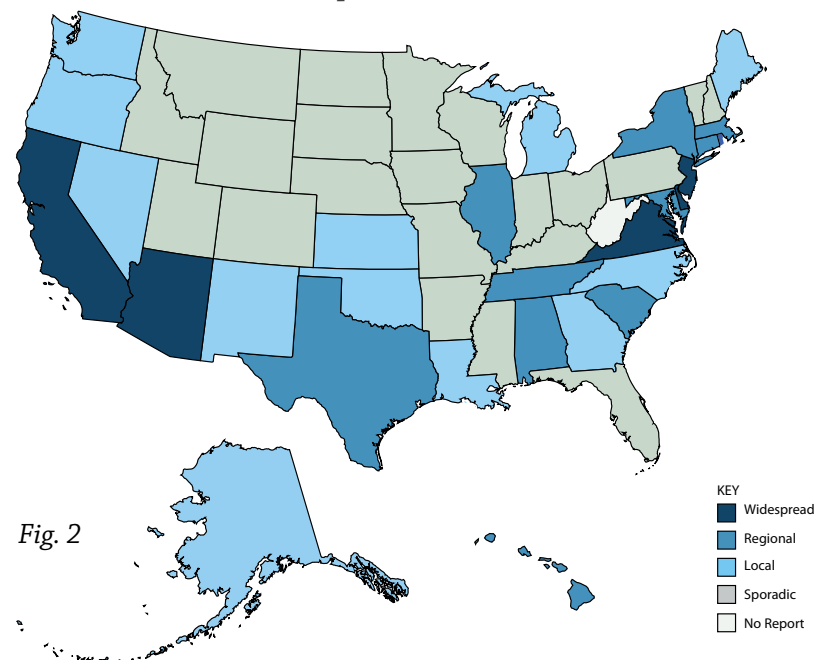 Fig. 2
KEY
Widespread
Regional
Local
Sporadic
No Report